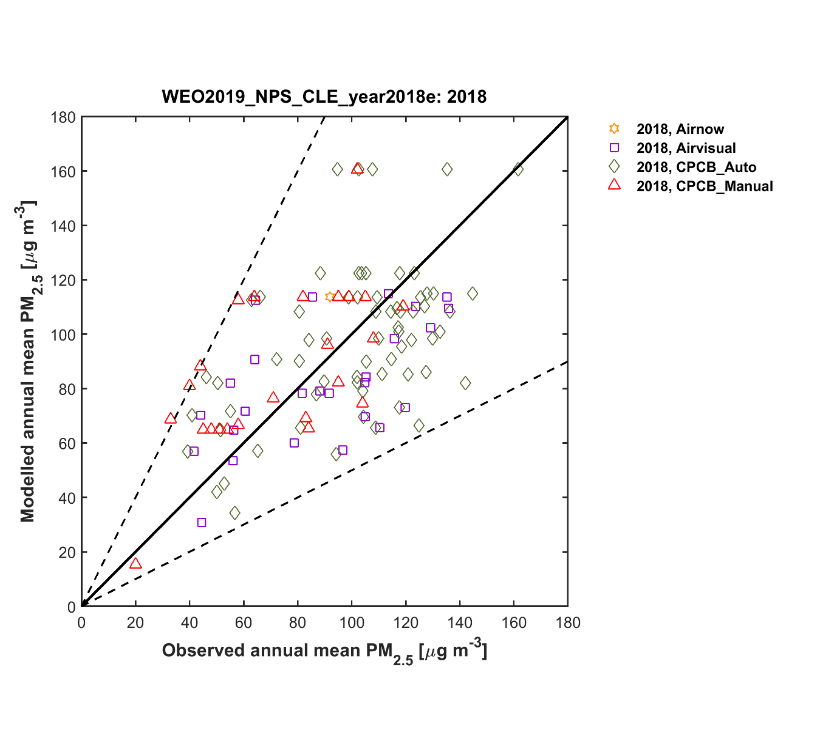 WEO2019_NPS_CLE_year2018e: 2018
180
160
140
120
100
80
60
40
20
0
0 20 40 60 80 100 120 140 160 180
Modelled annual mean PM2.5 [μg m-3]
Observed annual mean PM2.5 [μg m-3]
2018, Airnow
2018, Airvisual
2018, CPCB_Auto
2018, CPCB_Manual